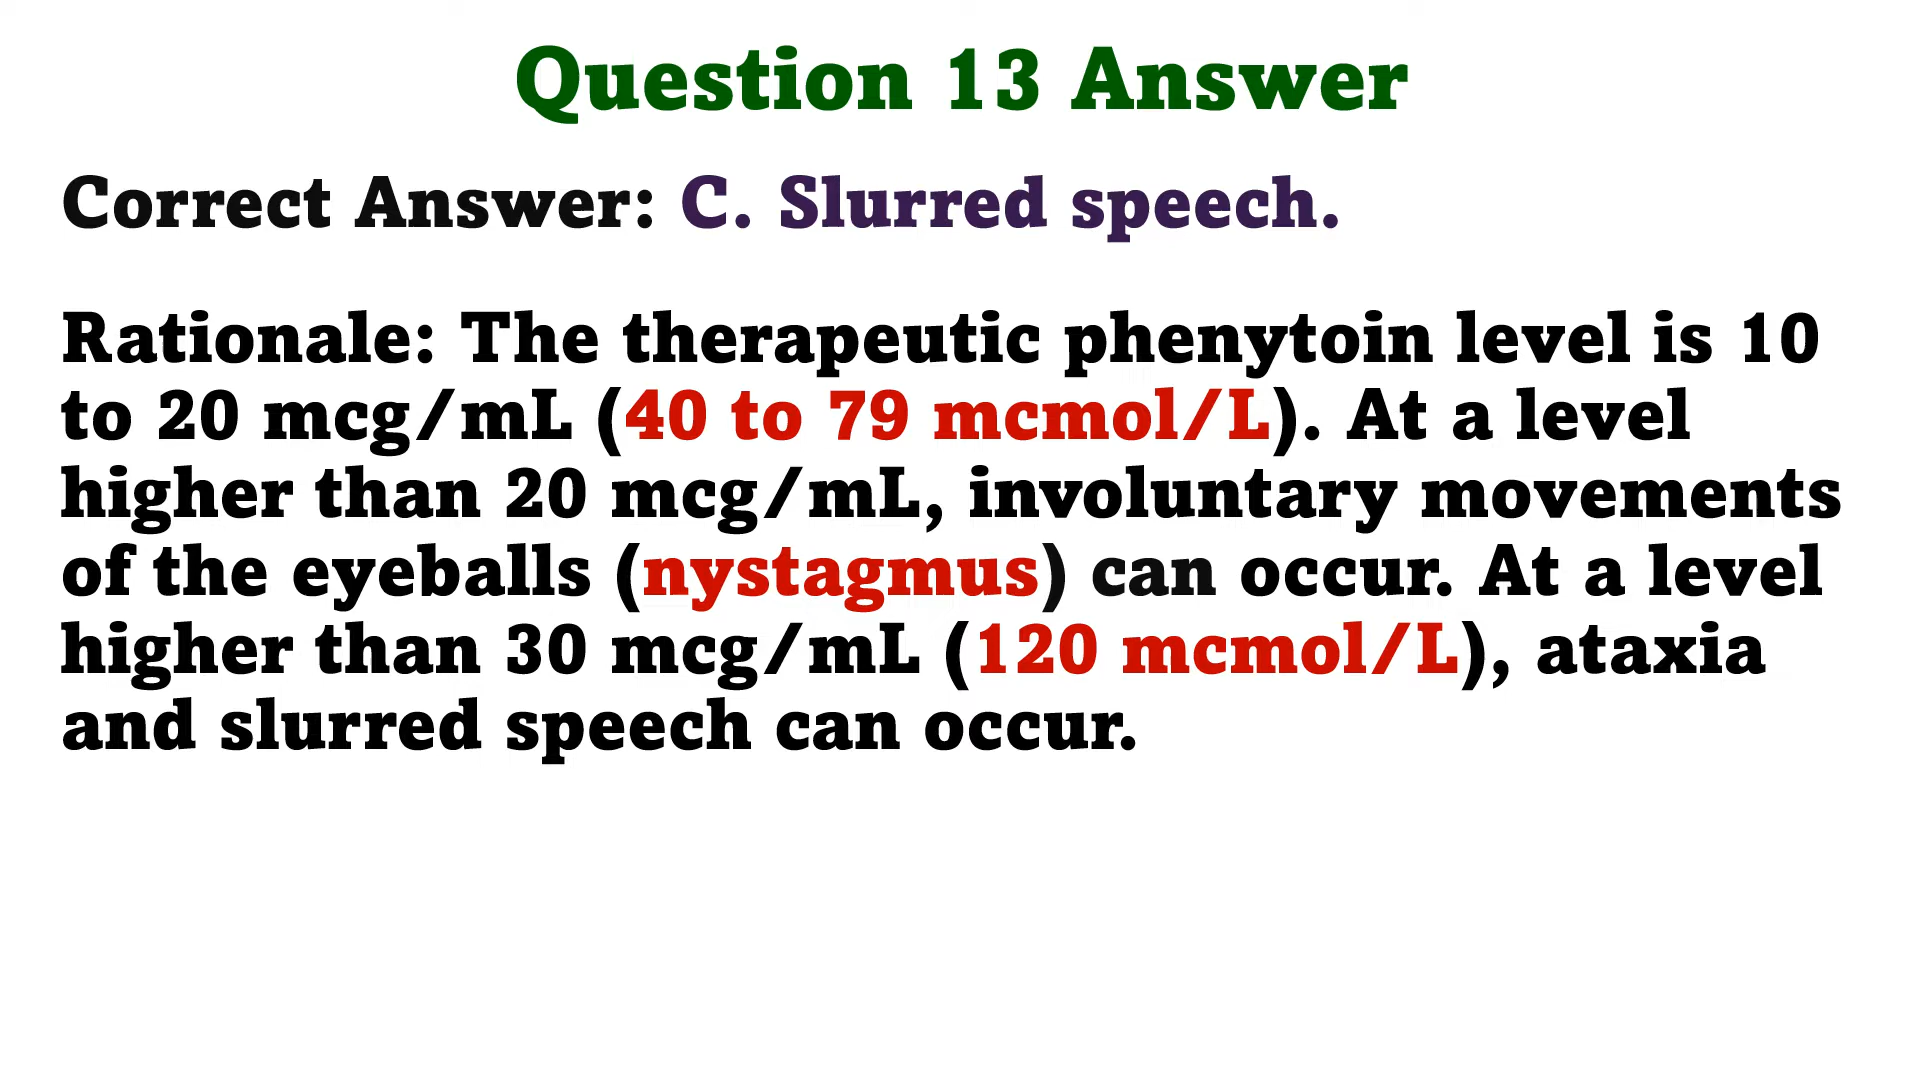 Question 13 Answer
Correct Answer: C. Slurred speech.
Rationale: The therapeutic phenytoin level is 10
to 20 mcg/mL (40 to 79 mcmol/L). At a level
higher than 20 mcg/mL, involuntary movements
of the eyeballs (nystagmus) can occur. At a level
higher than 30 mcg/mL (120 mcmol/L), ataxia
and slurred speech can occur.